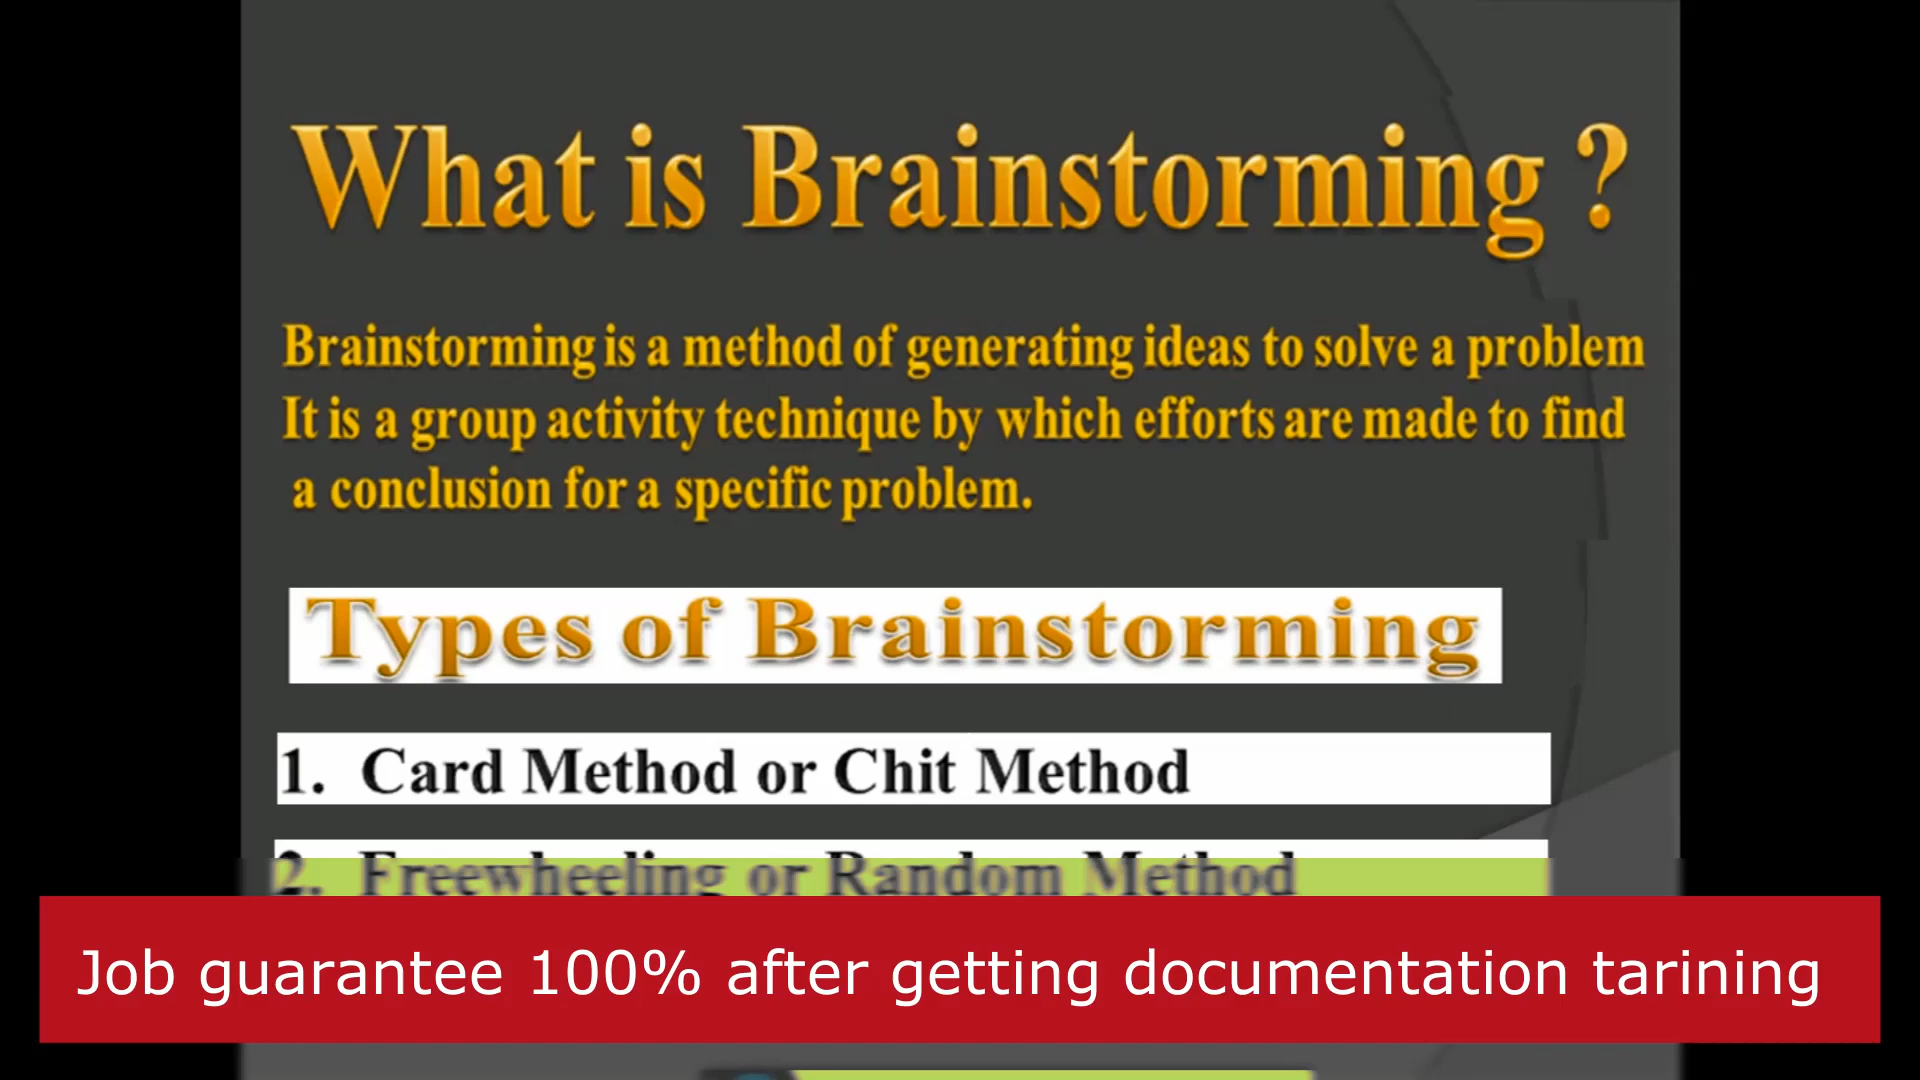 What is Brainstorming ?
Brainstorming is a method of generating ideas to solve a problem
It is a group activity technique by which efforts are made to find
a conclusion for a specific problem.
Types of Brainstorming
1. Card Method or Chit Method
2. Freewheeling or Random Method
Job guarantee 100% after getting documentation tarining